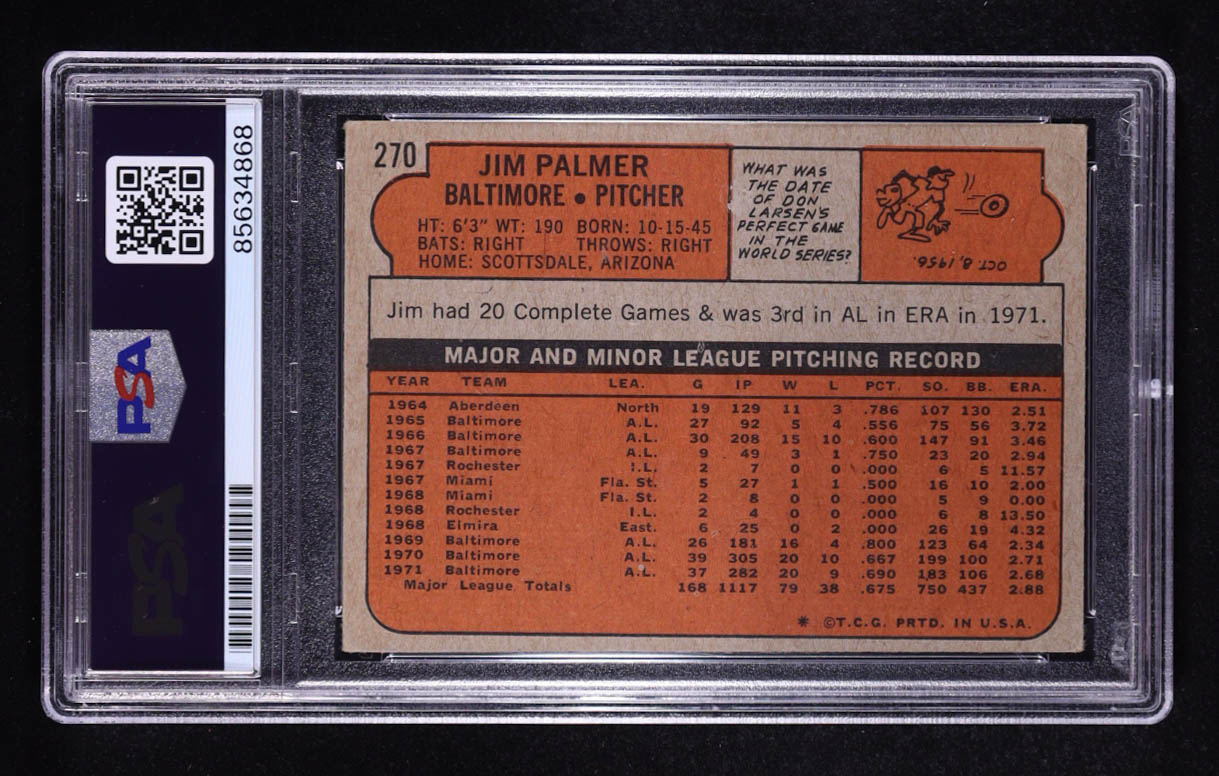 85634868
PSA
PSA
270
JIM PALMER
BALTIMORE • PITCHER
HT: 6'3" WT: 190 BORN: 10-15-45
BATS: RIGHT THROWS: RIGHT
HOME: SCOTTSDALE, ARIZONA
WHAT WAS
THE DATE
OF DON
LARSEN'S
PERFECT GAME
IN THE
WORLD SERIES?
OCT. 8, 1956.
Jim had 20 Complete Games & was 3rd in AL in ERA in 1971.
MAJOR AND MINOR LEAGUE PITCHING RECORD
YEAR TEAM LEA. G IP W L PCT. SO. BB. ERA.
1964 Aberdeen North 19 129 11 3 .786 107 130 2.51
1965 Baltimore A.L. 27 92 5 4 .556 75 56 3.72
1966 Baltimore A.L. 30 208 15 10 .600 147 91 3.46
1967 Baltimore A.L. 9 49 3 1 .750 23 20 2.94
1967 Rochester I.L. 2 7 0 0 .000 6 5 11.57
1967 Miami Fla. St. 5 27 1 1 .500 16 10 2.00
1968 Miami Fla. St. 2 8 0 0 .000 5 9 0.00
1968 Rochester I.L. 2 4 0 0 .000 6 8 13.50
1968 Elmira East. 6 25 0 2 .000 26 19 4.32
1969 Baltimore A.L. 26 181 16 4 .800 123 64 2.34
1970 Baltimore A.L. 39 305 20 10 .667 199 100 2.71
1971 Baltimore A.L. 37 282 20 9 .690 183 106 2.68
Major League Totals 168 1117 79 38 .675 750 437 2.88
* ©T.C.G. PRTD. IN U.S.A.